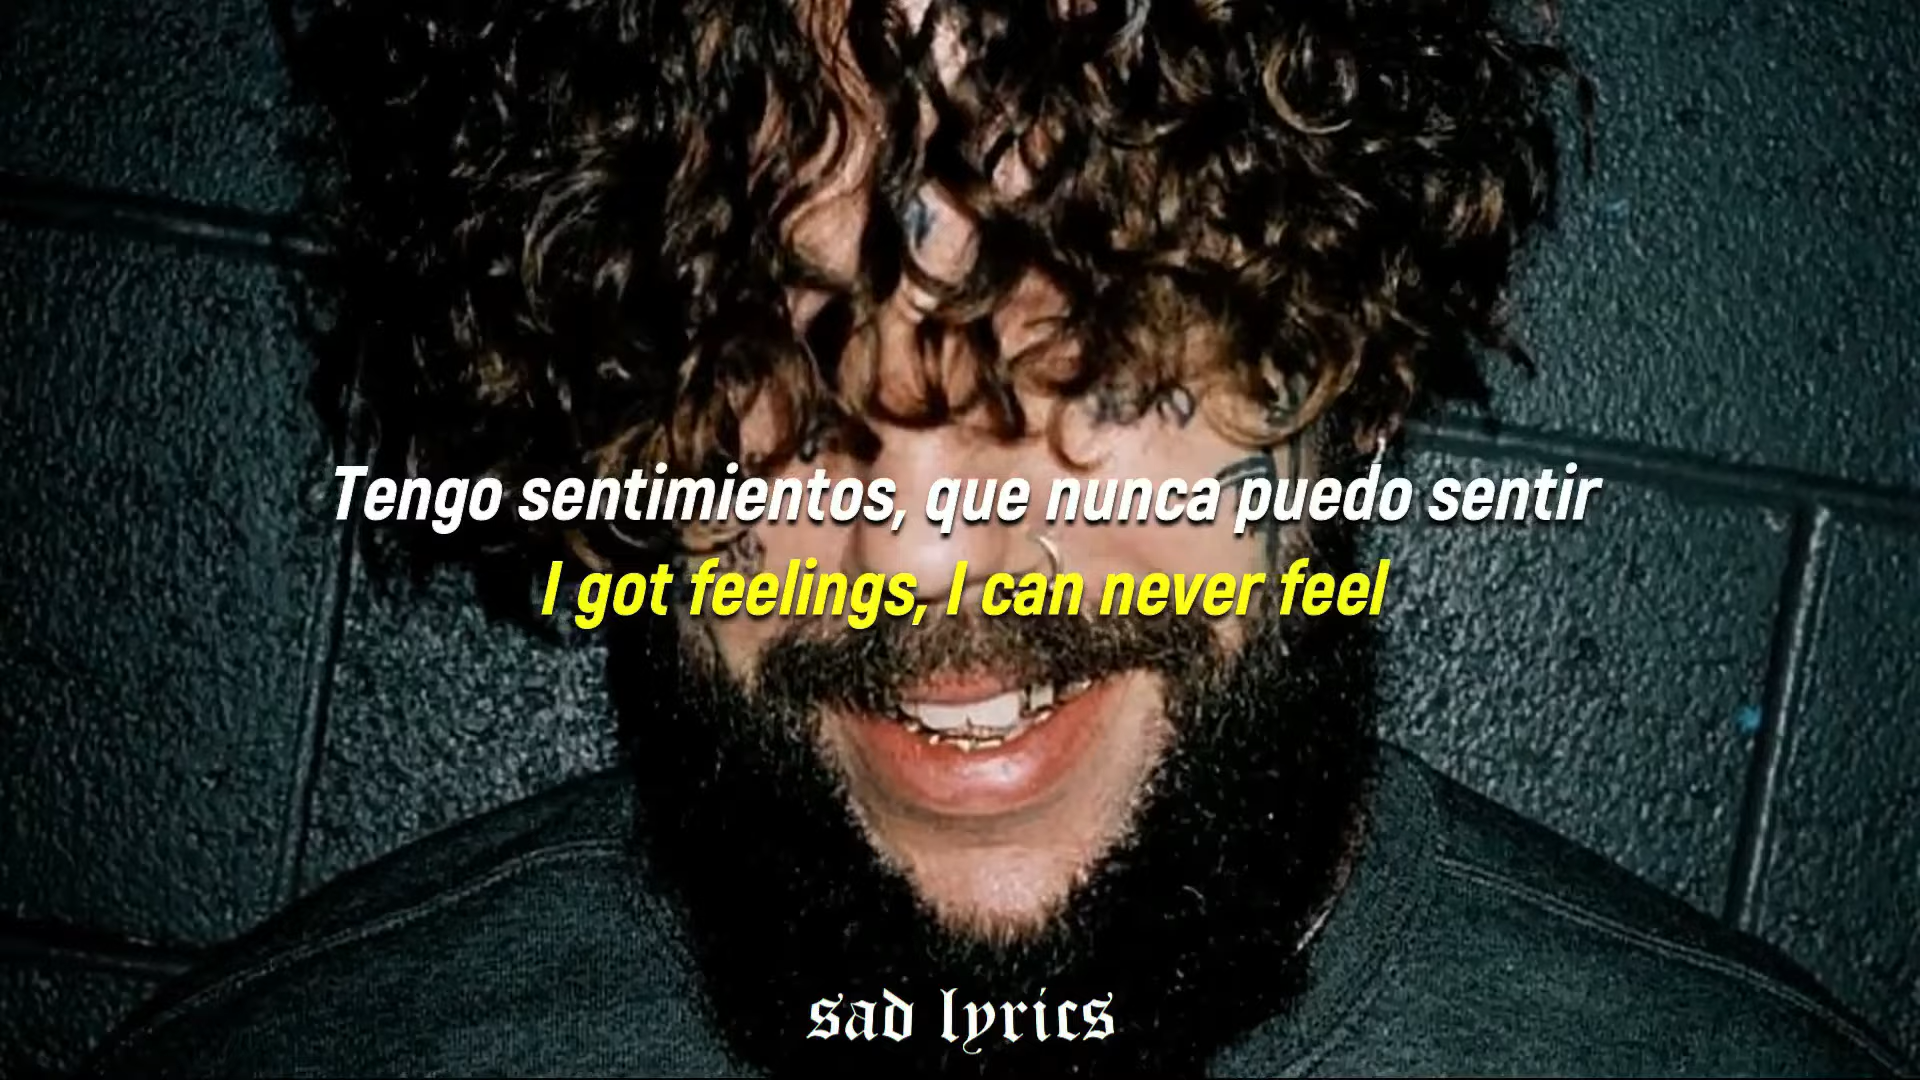 Tengo sentimientos, que nunca puedo sentir
I got feelings, I can never feel
sad lyrics